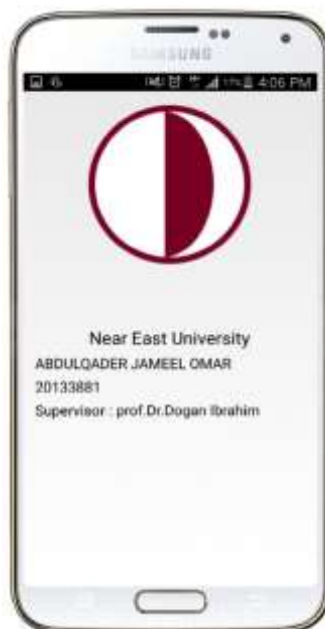 SAMSUNG
4:06 PM
Near East University
ABDULQADER JAMEEL OMAR
20133881
Supervisor : prof.Dr.Dogan Ibrahim